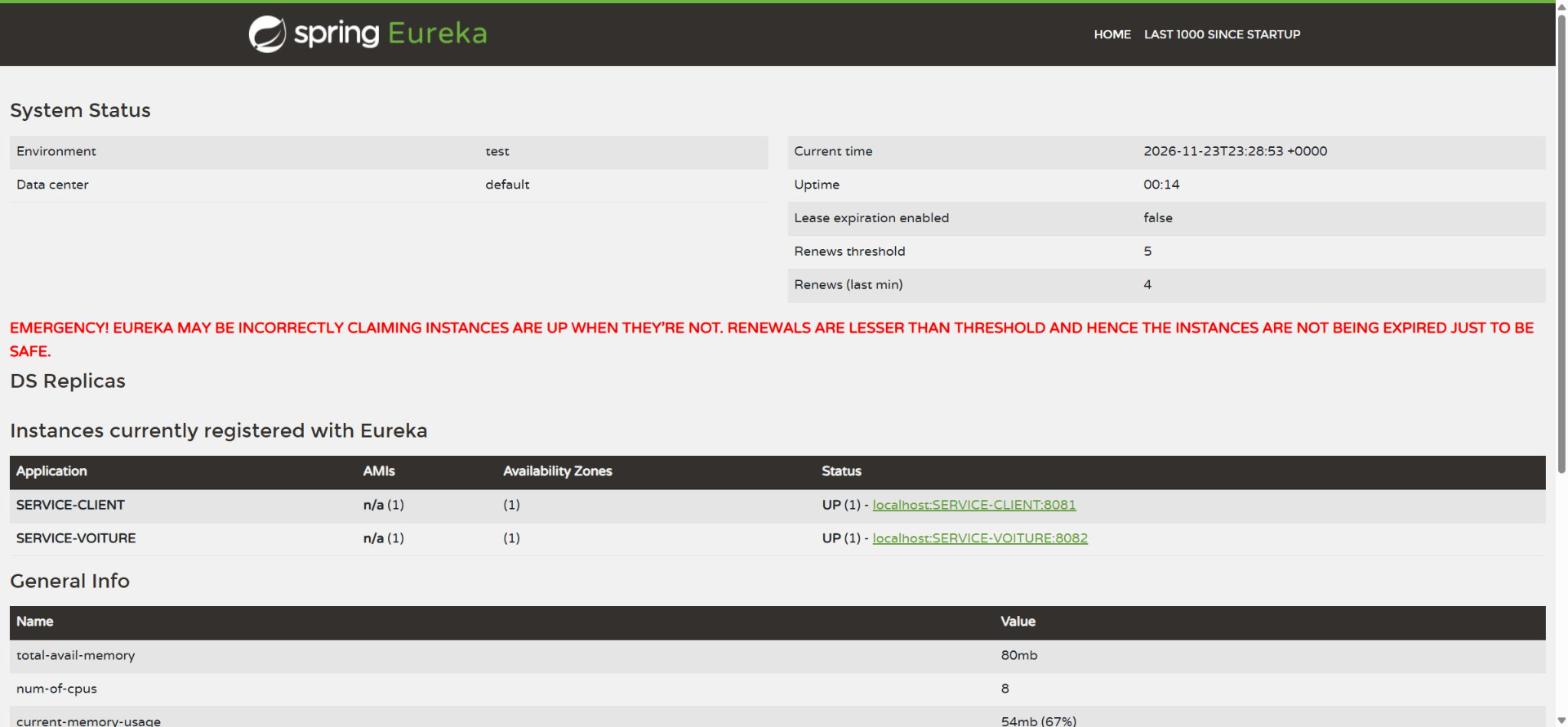 spring Eureka
HOME LAST 1000 SINCE STARTUP
System Status
Environment test
Data center default
Current time 2026-11-23T23:28:53 +0000
Uptime 00:14
Lease expiration enabled false
Renews threshold 5
Renews (last min) 4
EMERGENCY! EUREKA MAY BE INCORRECTLY CLAIMING INSTANCES ARE UP WHEN THEY'RE NOT. RENEWALS ARE LESSER THAN THRESHOLD AND HENCE THE INSTANCES ARE NOT BEING EXPIRED JUST TO BE
SAFE.
DS Replicas
Instances currently registered with Eureka
Application AMIs Availability Zones Status
SERVICE-CLIENT n/a (1) (1) UP (1) - localhost:SERVICE-CLIENT:8081
SERVICE-VOITURE n/a (1) (1) UP (1) - localhost:SERVICE-VOITURE:8082
General Info
Name Value
total-avail-memory 80mb
num-of-cpus 8
current-memory-usage 54mb (67%)